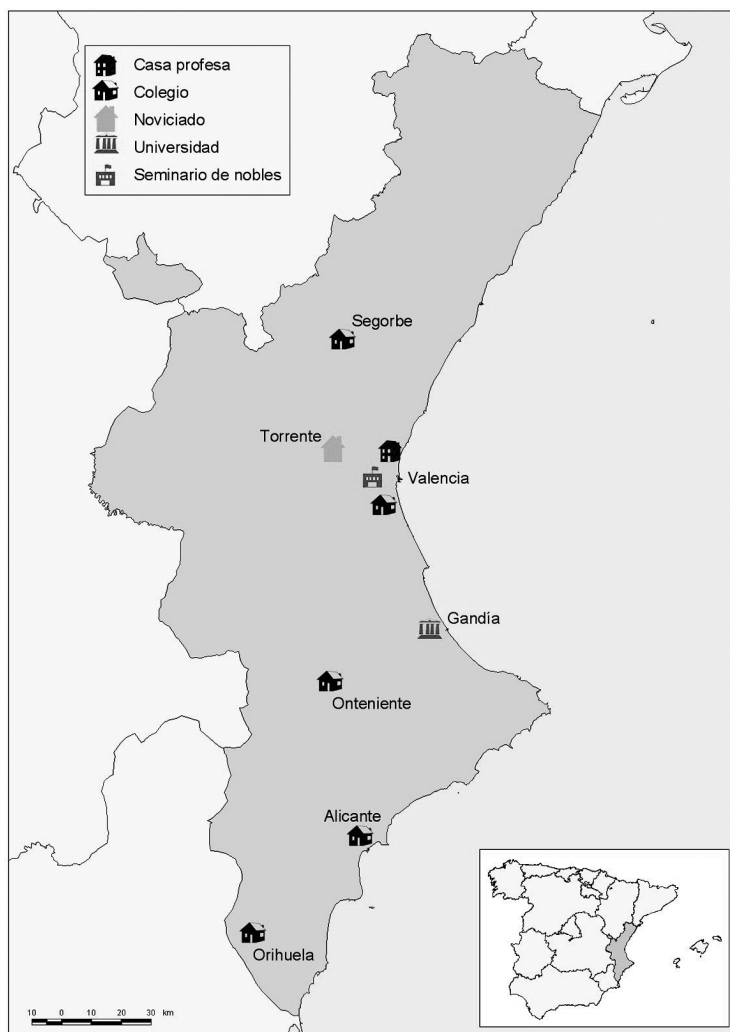 Casa profesa
Colegio
Noviciado
Universidad
Seminario de nobles
Segorbe
Torrente
Valencia
Gandía
Onteniente
Alicante
Orihuela
10 0 10 20 30 km